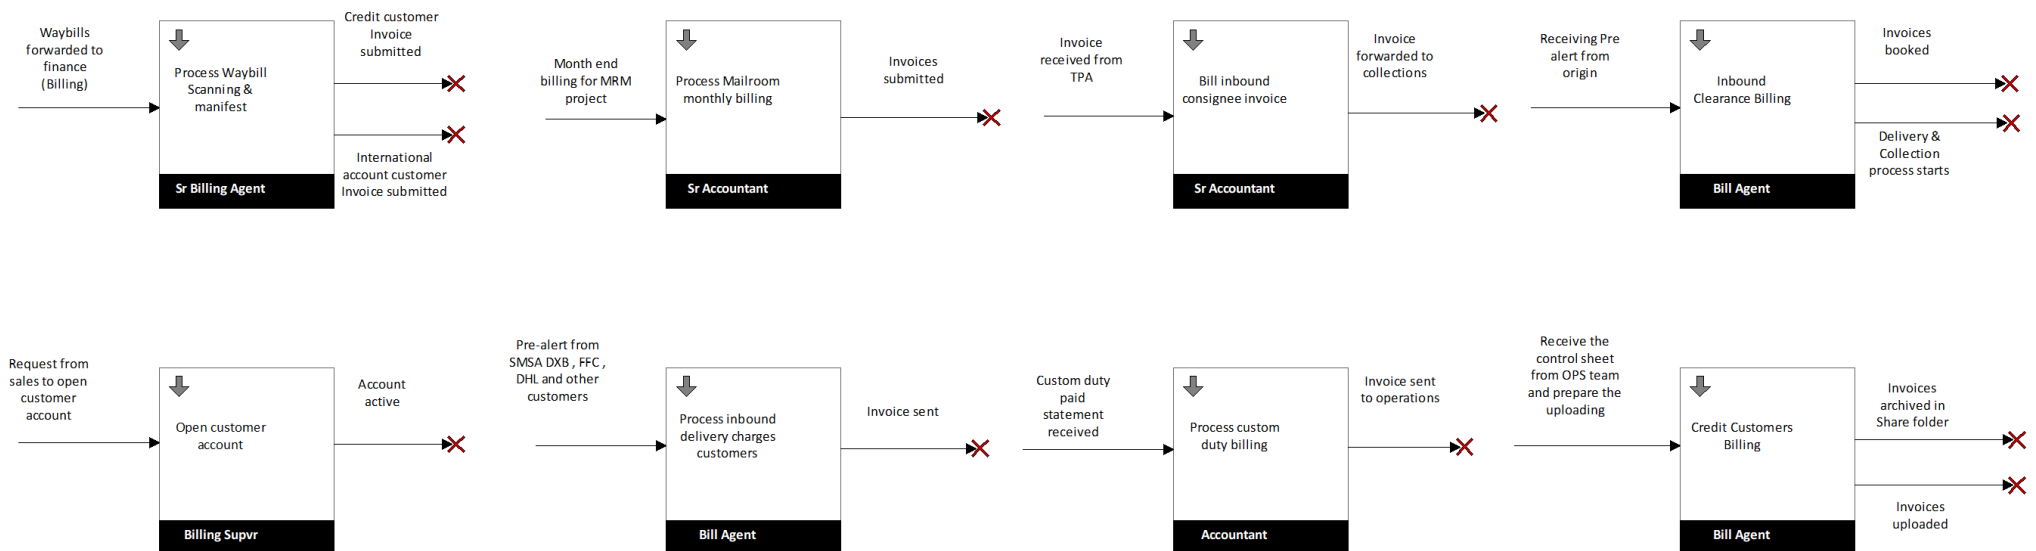 Waybills
forwarded to
finance
(Billing)
Process Waybill
Scanning &
manifest
Sr Billing Agent
Credit customer
Invoice
submitted
International
account customer
Invoice submitted
Month end
billing for MRM
project
Process Mailroom
monthly billing
Sr Accountant
Invoices
submitted
Invoice
received from
TPA
Bill inbound
consignee invoice
Sr Accountant
Invoice
forwarded to
collections
Receiving Pre
alert from
origin
Inbound
Clearance Billing
Bill Agent
Invoices
booked
Delivery &
Collection
process starts
Request from
sales to open
customer
account
Open customer
account
Billing Supvr
Account
active
Pre-alert from
SMSA DXB , FFC ,
DHL and other
customers
Process inbound
delivery charges
customers
Bill Agent
Invoice sent
Custom duty
paid
statement
received
Process custom
duty billing
Accountant
Invoice sent
to operations
Receive the
control sheet
from OPS team
and prepare the
uploading
Credit Customers
Billing
Bill Agent
Invoices
archived in
Share folder
Invoices
uploaded